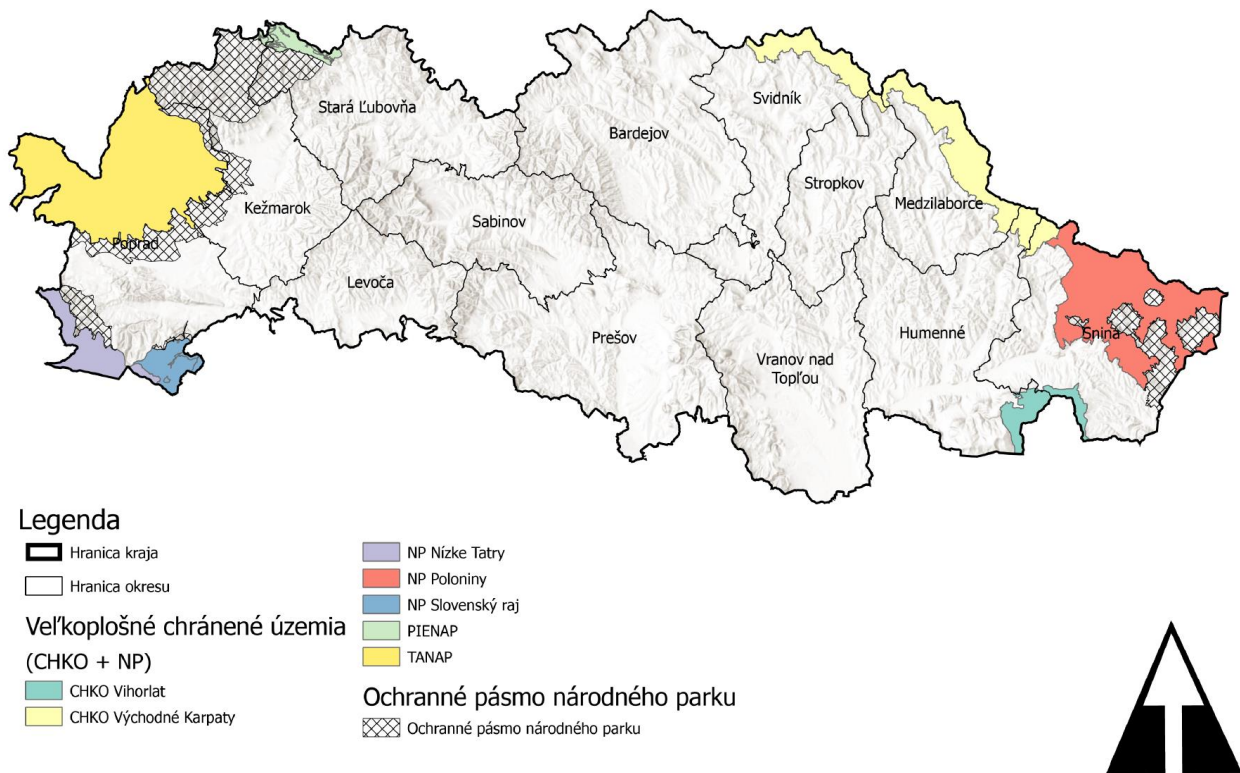 Stará Ľubovňa
Svidník
Bardejov
Stropkov
Kežmarok
Medzilaborce
Sabinov
Poprad
Levoča
Prešov
Humenné
Snina
Vranov nad
Topľou
Legenda
Hranica kraja
Hranica okresu
Veľkoplošné chránené územia
(CHKO + NP)
CHKO Vihorlat
CHKO Východné Karpaty
NP Nízke Tatry
NP Poloniny
NP Slovenský raj
PIENAP
TANAP
Ochranné pásmo národného parku
Ochranné pásmo národného parku